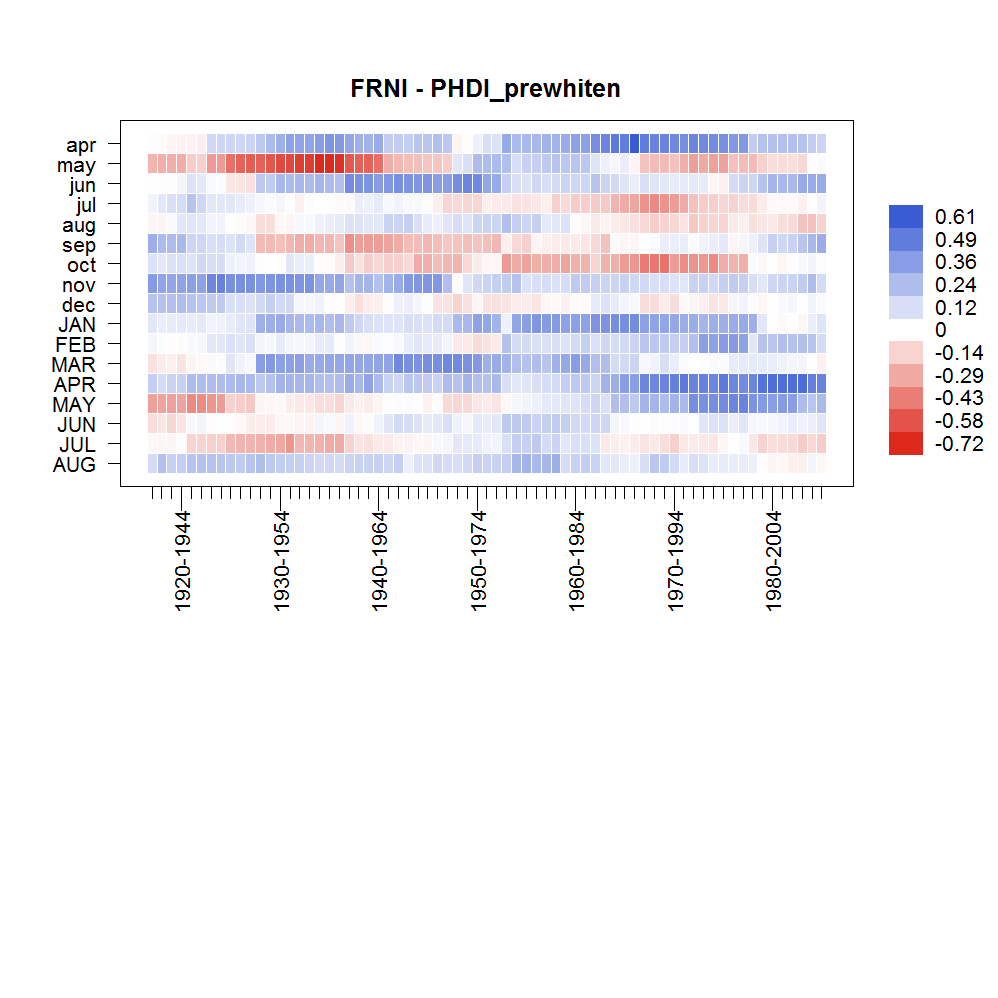 FRNI - PHDI_prewhiten
apr
may
jun
jul
aug
sep
oct
nov
dec
JAN
FEB
MAR
APR
MAY
JUN
JUL
AUG
0.61
0.49
0.36
0.24
0.12
0
-0.14
-0.29
-0.43
-0.58
-0.72
1920-1944
1930-1954
1940-1964
1950-1974
1960-1984
1970-1994
1980-2004